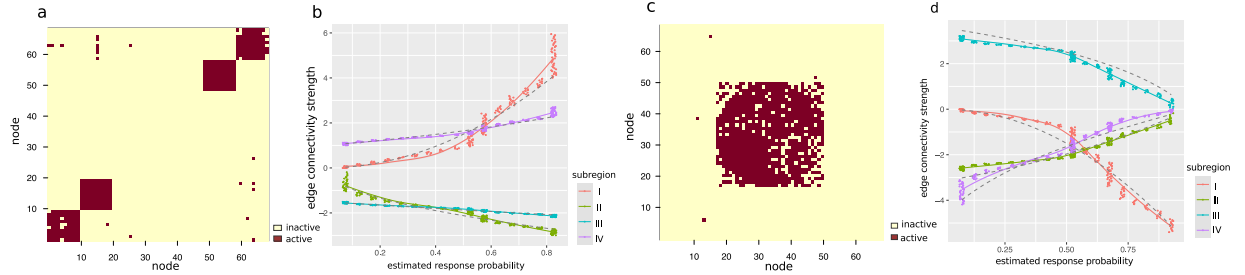 a
node
60
50
40
30
20
10
10
20
30
40
50
60
node
inactive
active
b
edge connectivity strength
6
4
2
0
−2
0.2
0.4
0.6
0.8
estimated response probability
subregion
I
II
III
IV
c
node
60
50
40
30
20
10
10
20
30
40
50
60
node
inactive
active
d
edge connectivity strength
2
0
−2
−4
0.25
0.50
0.75
estimated response probability
subregion
I
II
III
IV